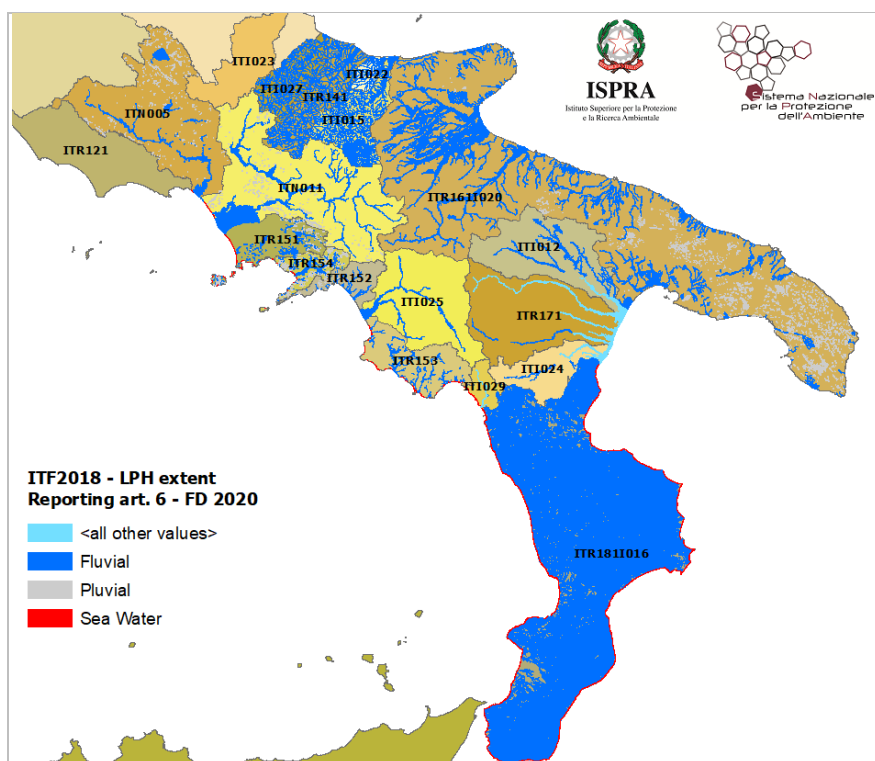 ISPRA
Istituto Superiore per la Protezione
e la Ricerca Ambientale
Sistema Nazionale
per la Protezione
dell'Ambiente
ITI023
ITI022
ITI027
ITR141
ITN005
ITI015
ITR121
ITN011
ITR161I020
ITR151
ITI012
ITR154
ITR152
ITI025
ITR171
ITR153
ITI024
ITI029
ITF2018 - LPH extent
Reporting art. 6 - FD 2020
<all other values>
Fluvial
Pluvial
Sea Water
ITR181I016